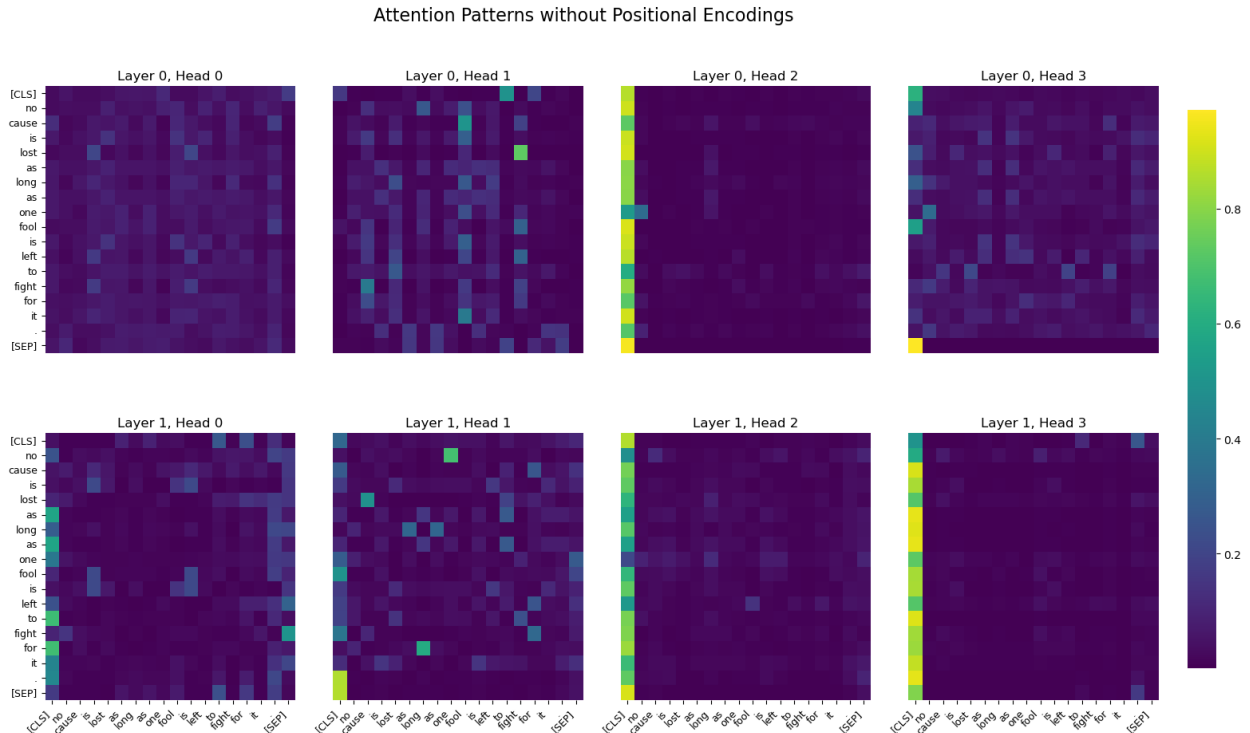 Attention Patterns without Positional Encodings
Layer 0, Head 0
Layer 0, Head 1
Layer 0, Head 2
Layer 0, Head 3
[CLS]
no
cause
is
lost
as
long
as
one
fool
is
left
to
fight
for
it
.
[SEP]
0.8
0.6
0.4
0.2
Layer 1, Head 0
Layer 1, Head 1
Layer 1, Head 2
Layer 1, Head 3
[CLS]
no
cause
is
lost
as
long
as
one
fool
is
left
to
fight
for
it
.
[SEP]
[CLS] no cause is lost as long as one fool is left to fight for it . [SEP]
[CLS] no cause is lost as long as one fool is left to fight for it . [SEP]
[CLS] no cause is lost as long as one fool is left to fight for it . [SEP]
[CLS] no cause is lost as long as one fool is left to fight for it . [SEP]